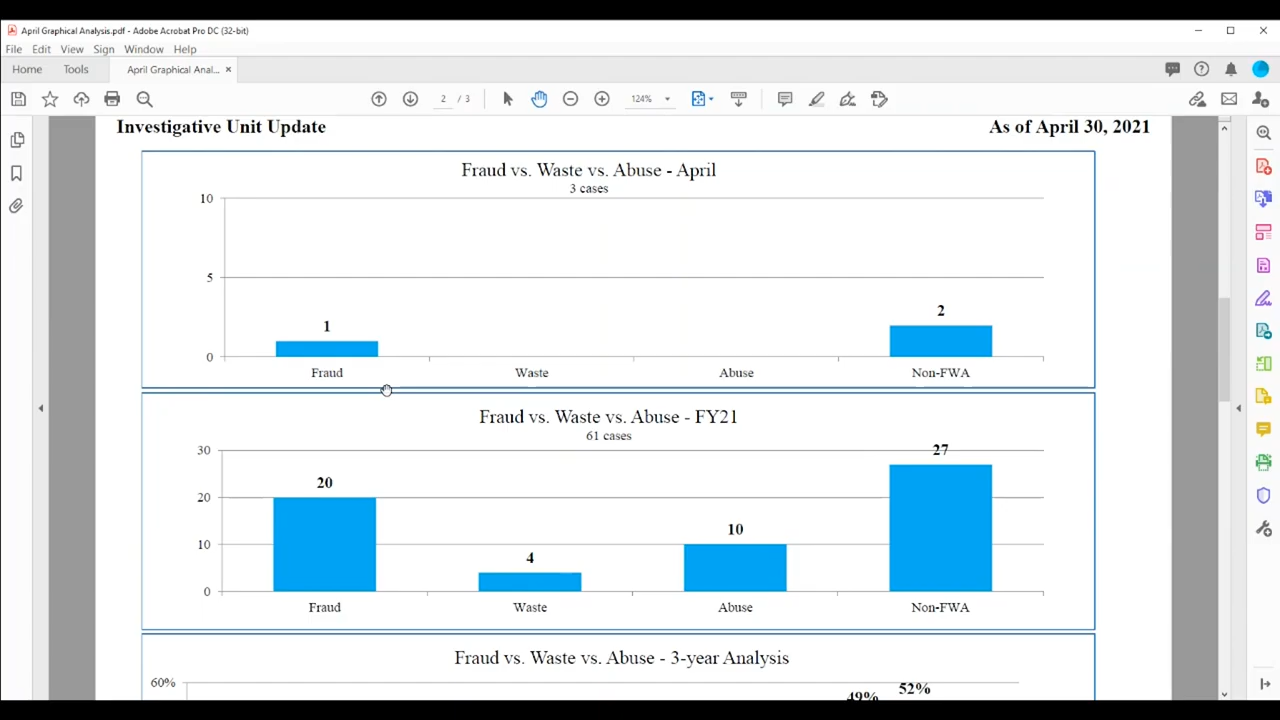 April Graphical Analysis.pdf - Adobe Acrobat Pro DC (32-bit)
File Edit View Sign Window Help
Home Tools April Graphical Anal... ×
2 / 3 124%
Investigative Unit Update As of April 30, 2021
Fraud vs. Waste vs. Abuse - April
3 cases
10
5
1 2
0
Fraud Waste Abuse Non-FWA
Fraud vs. Waste vs. Abuse - FY21
61 cases
30 27
20 20
10 10
4
0
Fraud Waste Abuse Non-FWA
Fraud vs. Waste vs. Abuse - 3-year Analysis
60% 49% 52%